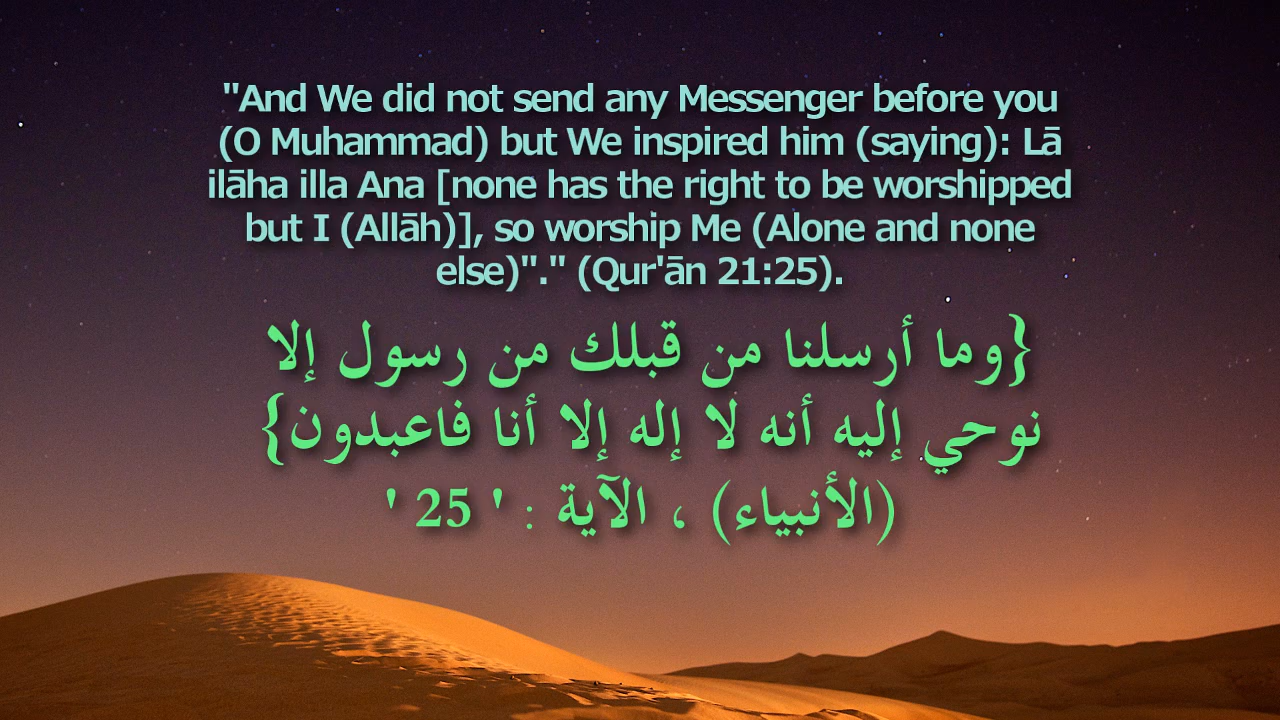 "And We did not send any Messenger before you
(O Muhammad) but We inspired him (saying): Lā
ilāha illa Ana [none has the right to be worshipped
but I (Allāh)], so worship Me (Alone and none
else)"." (Qur'ān 21:25).
{وما أرسلنا من قبلك من رسول إلا
نوحي إليه أنه لا إله إلا أنا فاعبدون}
(الأنبياء) ، الآية : ' 25 '